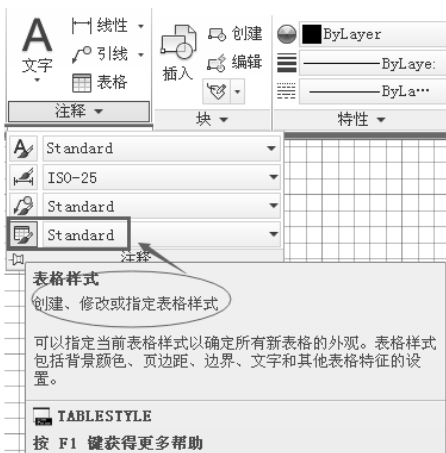 A 文字
线性
引线
表格
注释
插入
创建
编辑
块
ByLayer
ByLaye:
ByLa…
特性
Standard
ISO-25
Standard
Standard
注释
表格样式
创建、修改或指定表格样式
可以指定当前表格样式以确定所有新表格的外观。表格样式
包括背景颜色、页边距、边界、文字和其他表格特征的设
置。
TABLESTYLE
按 F1 键获得更多帮助